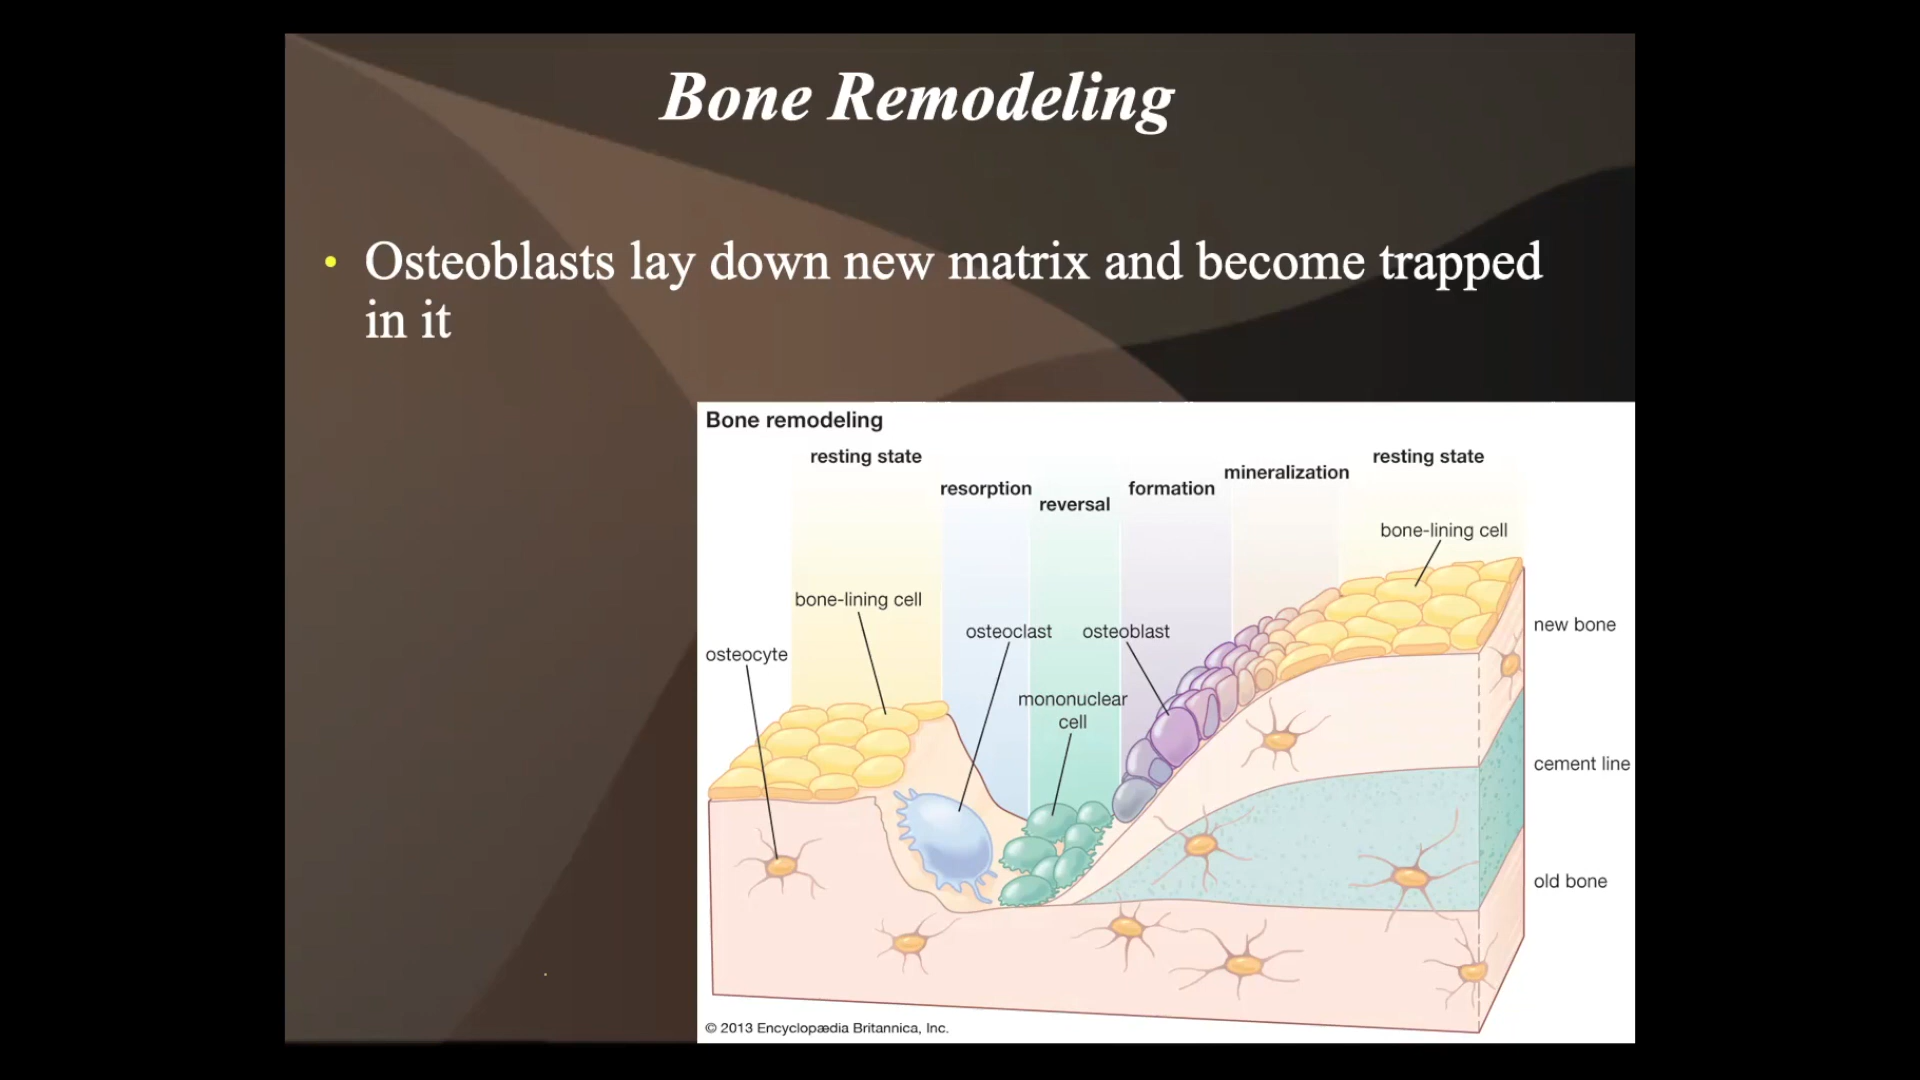 Bone Remodeling
• Osteoblasts lay down new matrix and become trapped
in it
Bone remodeling
resting state
resorption
reversal
formation
mineralization
resting state
bone-lining cell
bone-lining cell
osteocyte
osteoclast
osteoblast
mononuclear
cell
new bone
cement line
old bone
© 2013 Encyclopædia Britannica, Inc.